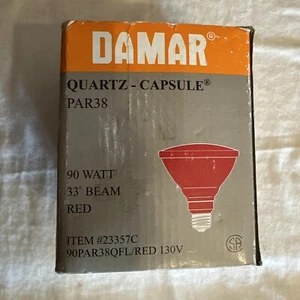 DAMAR®
QUARTZ - CAPSULE®
PAR38
90 WATT
33° BEAM
RED
ITEM #23357C
90PAR38QFL/RED 130V